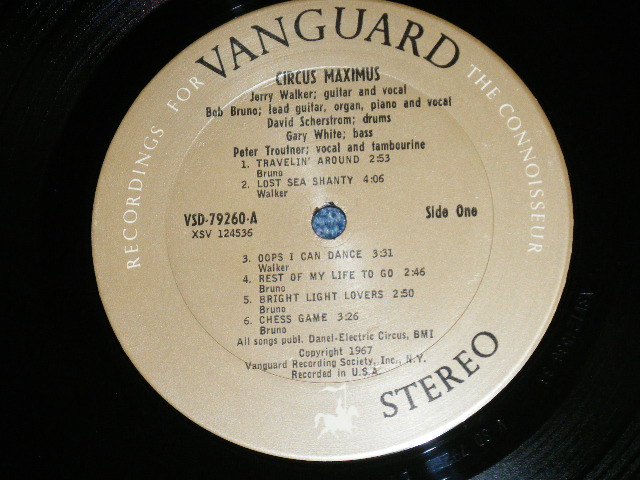 RECORDINGS FOR VANGUARD THE CONNOISSEUR
CIRCUS MAXIMUS
Jerry Walker; guitar and vocal
Bob Bruno; lead guitar, organ, piano and vocal
David Scherstrom; drums
Gary White; bass
Peter Troutner; vocal and tambourine
1. TRAVELIN' AROUND 2:53
Bruno
2. LOST SEA SHANTY 4:06
Walker
VSD-79260-A
XSV 124536
Side One
3. OOPS I CAN DANCE 3:31
Walker
4. REST OF MY LIFE TO GO 2:46
Bruno
5. BRIGHT LIGHT LOVERS 2:50
Bruno
6. CHESS GAME 3:26
Bruno
All songs publ. Danel-Electric Circus, BMI
Copyright 1967
Vanguard Recording Society, Inc., N.Y.
Recorded in U.S.A.
STEREO